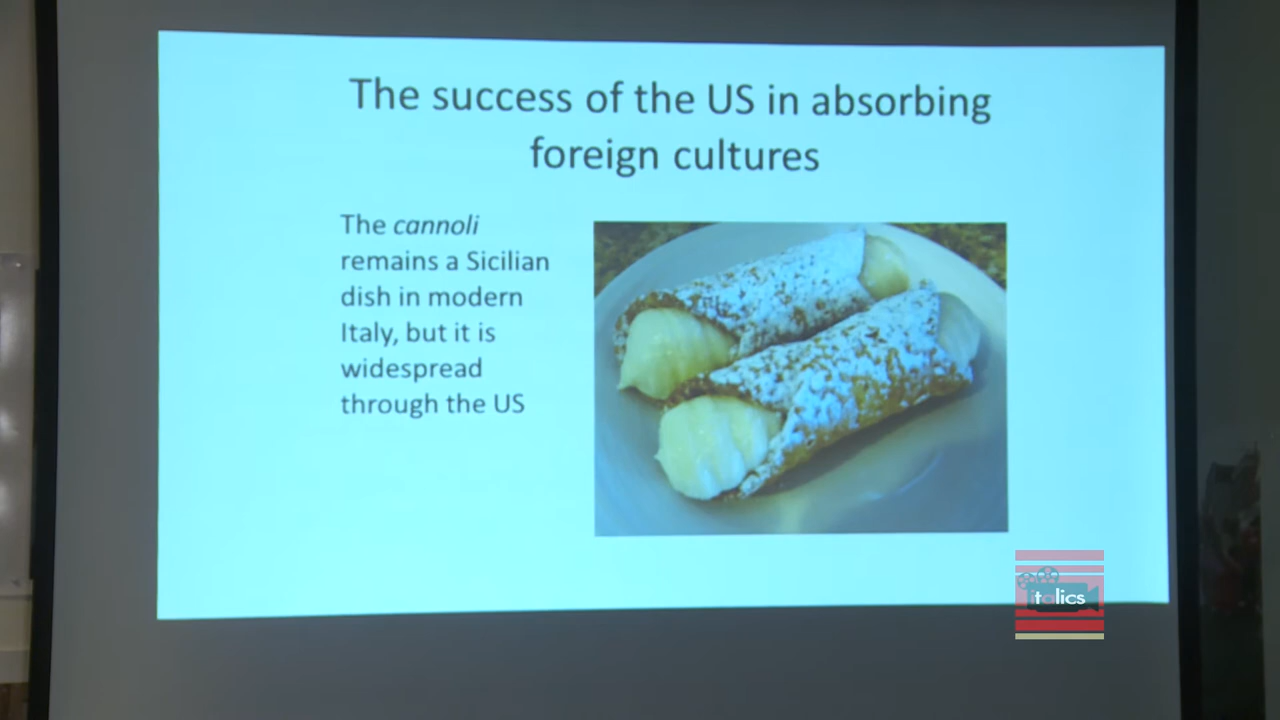 The success of the US in absorbing
foreign cultures
The cannoli
remains a Sicilian
dish in modern
Italy, but it is
widespread
through the US
italics